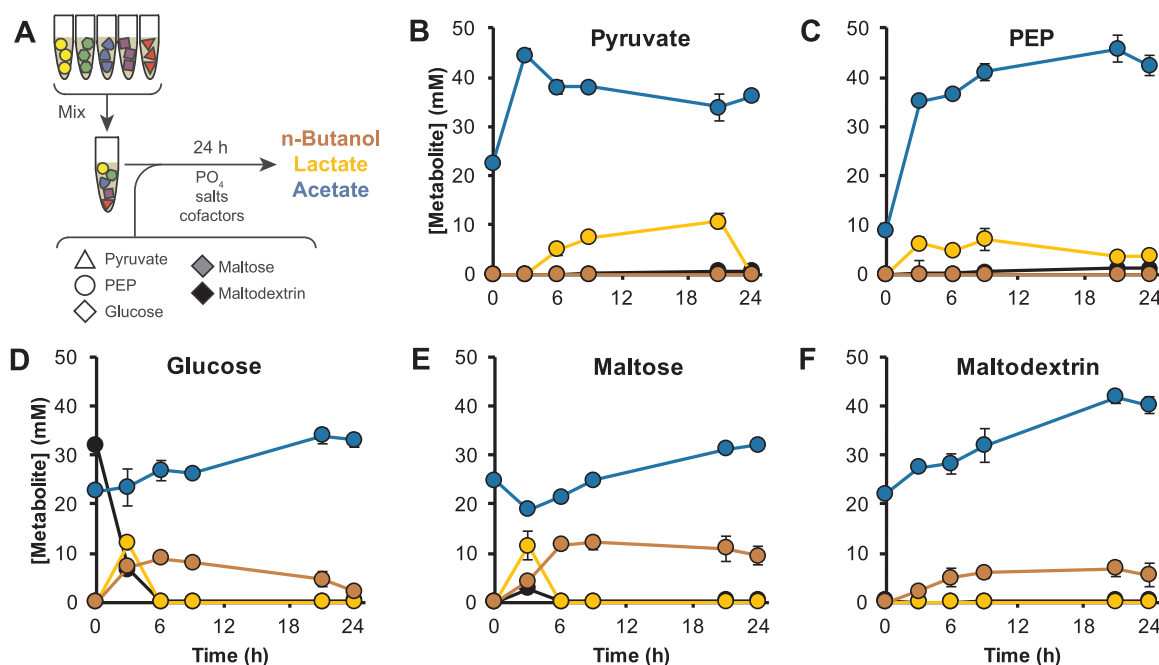 A
Mix
24 h
PO4
salts
cofactors
n-Butanol
Lactate
Acetate
Pyruvate
PEP
Glucose
Maltose
Maltodextrin
B
Pyruvate
[Metabolite] (mM)
50
40
30
20
10
0
0 6 12 18 24
C
PEP
50
40
30
20
10
0
0 6 12 18 24
D
Glucose
[Metabolite] (mM)
50
40
30
20
10
0
0 6 12 18 24
Time (h)
E
Maltose
50
40
30
20
10
0
0 6 12 18 24
Time (h)
F
Maltodextrin
50
40
30
20
10
0
0 6 12 18 24
Time (h)